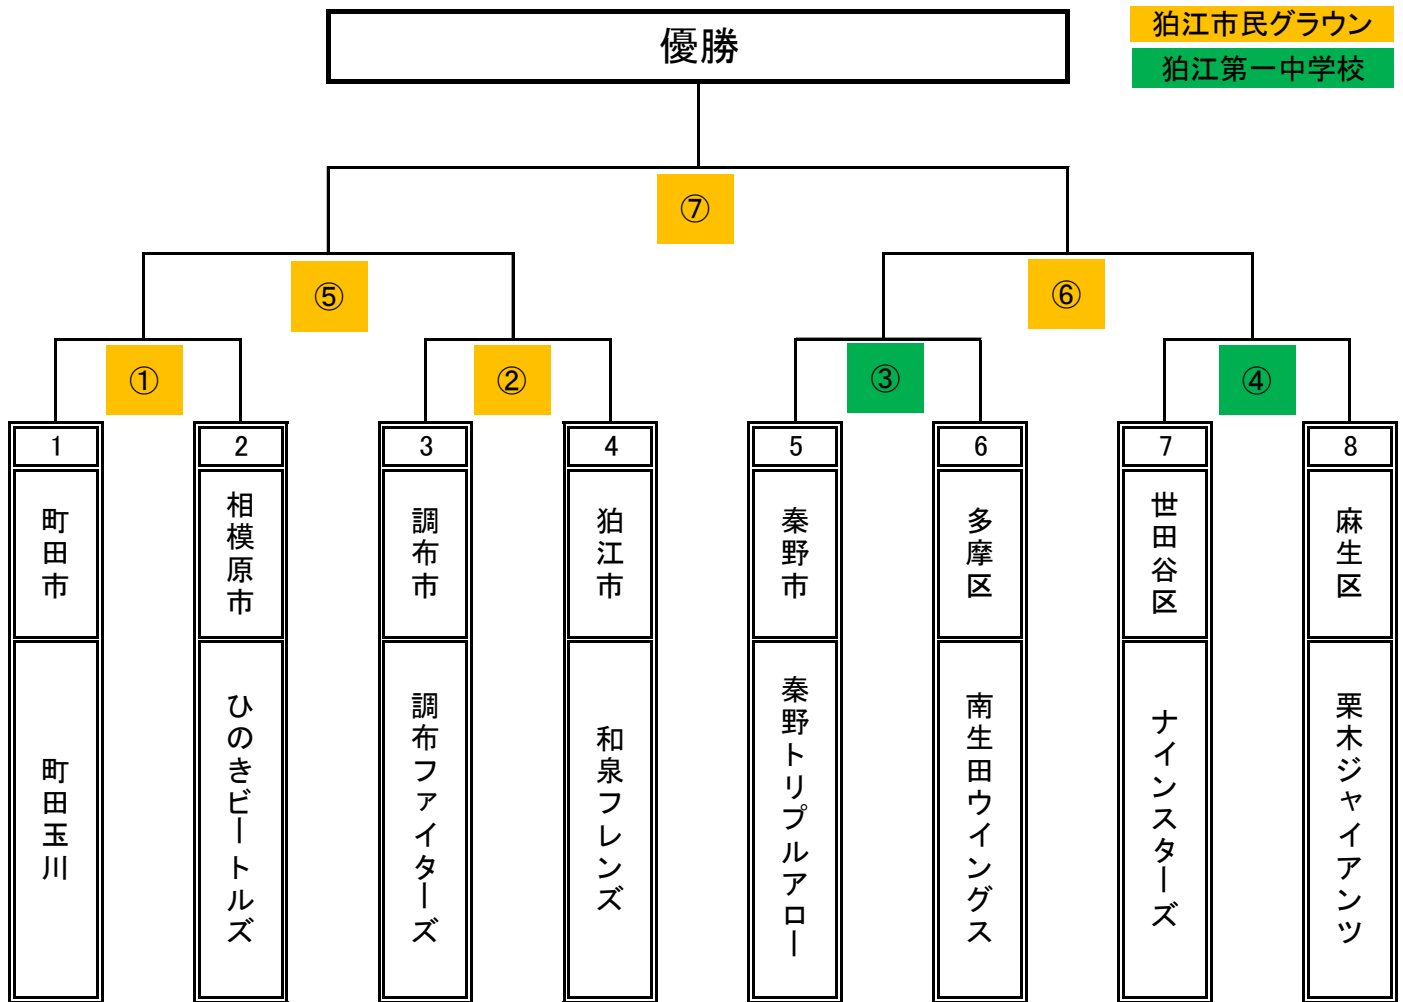 優勝
狛江市民グラウン
狛江第一中学校
⑦
⑤
⑥
①
②
③
④
1
2
3
4
5
6
7
8
町田市
相模原市
調布市
狛江市
秦野市
多摩区
世田谷区
麻生区
町田玉川
ひのきビートルズ
調布ファイターズ
和泉フレンズ
秦野トリプルアロー
南生田ウイングス
ナインスターズ
栗木ジャイアンツ